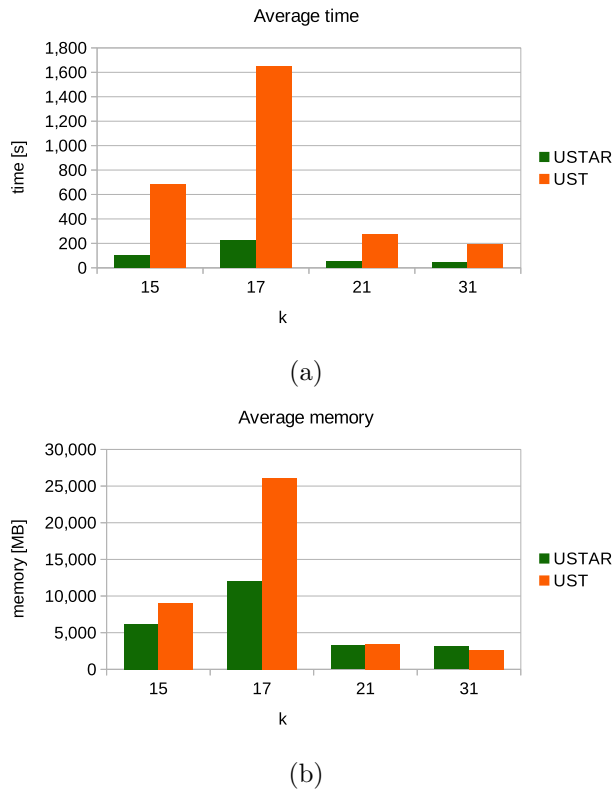 Average time
1,800
1,600
1,400
1,200
1,000
800
600
400
200
0
time [s]
15 17 21 31
k
USTAR
UST
(a)
Average memory
30,000
25,000
20,000
15,000
10,000
5,000
0
memory [MB]
15 17 21 31
k
USTAR
UST
(b)